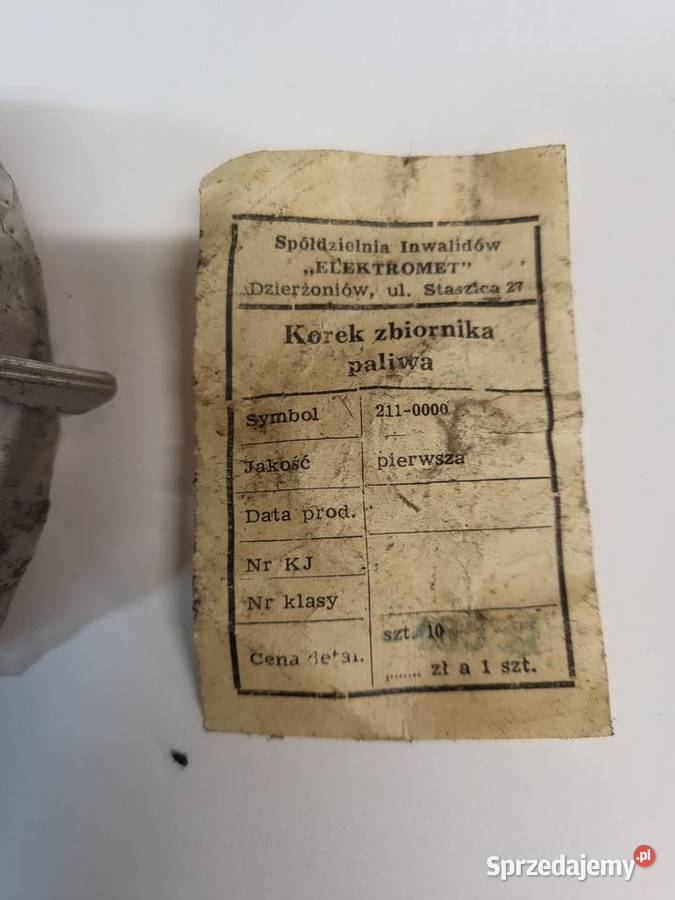 Spółdzielnia Inwalidów
„ELEKTROMET”
Dzierżoniów, ul. Staszica 27
Korek zbiornika
paliwa
Symbol 211-0000
Jakość pierwsza
Data prod.
Nr KJ
Nr klasy
szt. 10
Cena detal. ....... zł a 1 szt.
Sprzedajemy.pl